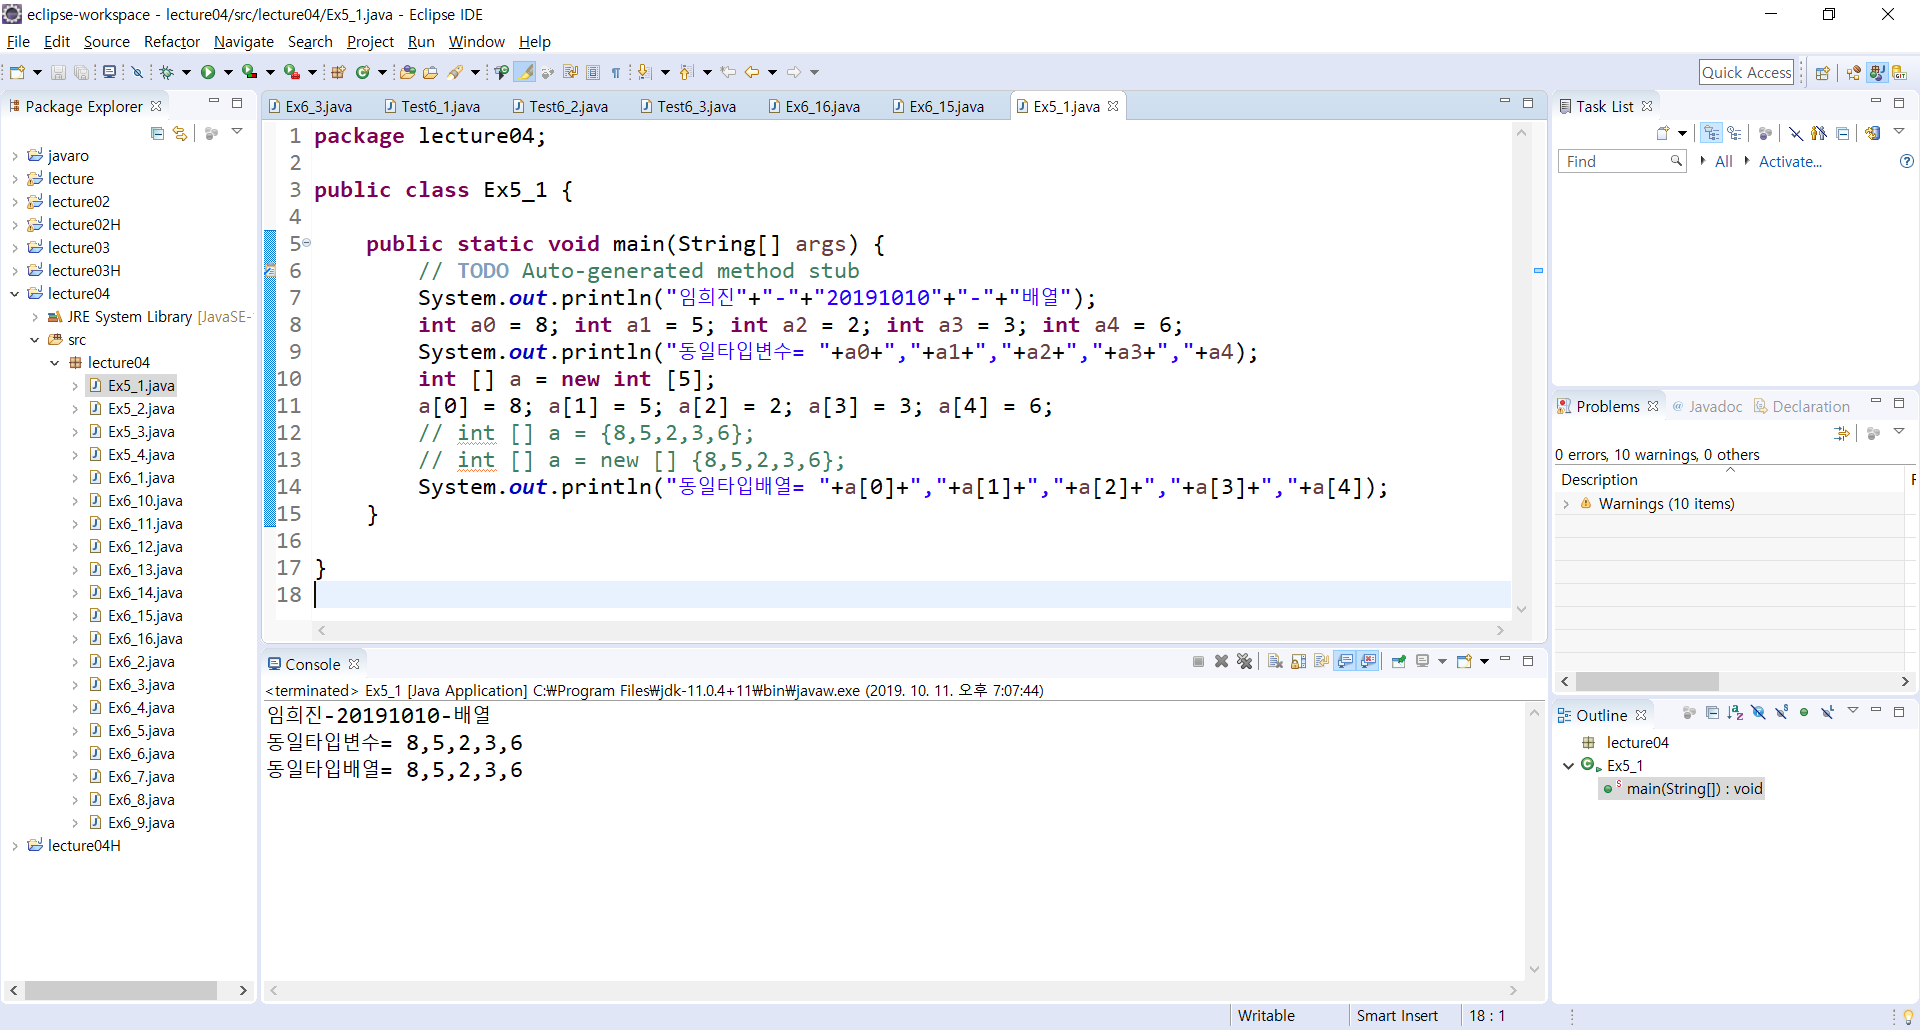 eclipse-workspace - lecture04/src/lecture04/Ex5_1.java - Eclipse IDE
File Edit Source Refactor Navigate Search Project Run Window Help
Quick Access
Package Explorer
javaro
lecture
lecture02
lecture02H
lecture03
lecture03H
lecture04
JRE System Library [JavaSE-
src
lecture04
Ex5_1.java
Ex5_2.java
Ex5_3.java
Ex5_4.java
Ex6_1.java
Ex6_10.java
Ex6_11.java
Ex6_12.java
Ex6_13.java
Ex6_14.java
Ex6_15.java
Ex6_16.java
Ex6_2.java
Ex6_3.java
Ex6_4.java
Ex6_5.java
Ex6_6.java
Ex6_7.java
Ex6_8.java
Ex6_9.java
lecture04H
Ex6_3.java Test6_1.java Test6_2.java Test6_3.java Ex6_16.java Ex6_15.java Ex5_1.java
1 package lecture04;
2
3 public class Ex5_1 {
4
5 public static void main(String[] args) {
6 // TODO Auto-generated method stub
7 System.out.println("임희진"+"-"+"20191010"+"-"+"배열");
8 int a0 = 8; int a1 = 5; int a2 = 2; int a3 = 3; int a4 = 6;
9 System.out.println("동일타입변수= "+a0+","+a1+","+a2+","+a3+","+a4);
10 int [] a = new int [5];
11 a[0] = 8; a[1] = 5; a[2] = 2; a[3] = 3; a[4] = 6;
12 // int [] a = {8,5,2,3,6};
13 // int [] a = new [] {8,5,2,3,6};
14 System.out.println("동일타입배열= "+a[0]+","+a[1]+","+a[2]+","+a[3]+","+a[4]);
15 }
16
17 }
18
Console
<terminated> Ex5_1 [Java Application] C:₩Program Files₩jdk-11.0.4+11₩bin₩javaw.exe (2019. 10. 11. 오후 7:07:44)
임희진-20191010-배열
동일타입변수= 8,5,2,3,6
동일타입배열= 8,5,2,3,6
Task List
Find All Activate...
Problems Javadoc Declaration
0 errors, 10 warnings, 0 others
Description
Warnings (10 items)
Outline
lecture04
Ex5_1
main(String[]) : void
Writable Smart Insert 18 : 1